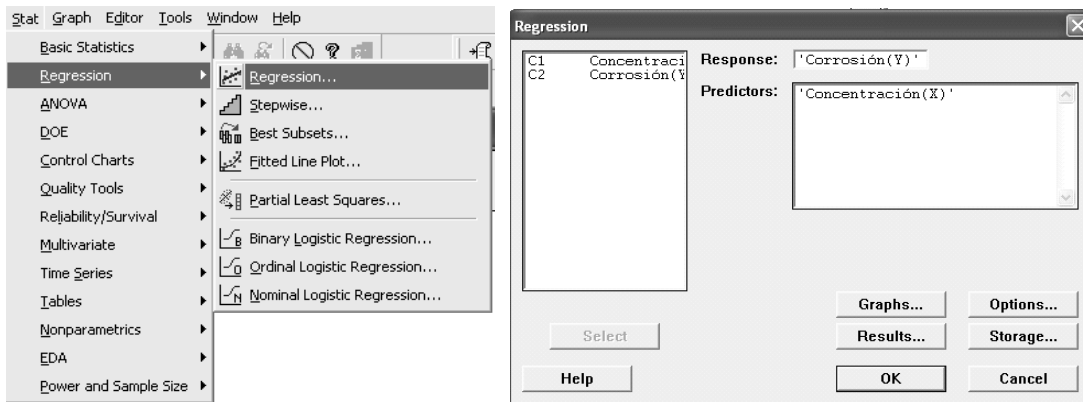 Stat Graph Editor Tools Window Help
Basic Statistics
Regression
ANOVA
DOE
Control Charts
Quality Tools
Reliability/Survival
Multivariate
Time Series
Tables
Nonparametrics
EDA
Power and Sample Size
Regression...
Stepwise...
Best Subsets...
Fitted Line Plot...
Partial Least Squares...
Binary Logistic Regression...
Ordinal Logistic Regression...
Nominal Logistic Regression...
Regression
C1 Concentraci
C2 Corrosión(Y
Response: 'Corrosión(Y)'
Predictors: 'Concentración(X)'
Graphs... Options...
Select Results... Storage...
Help OK Cancel